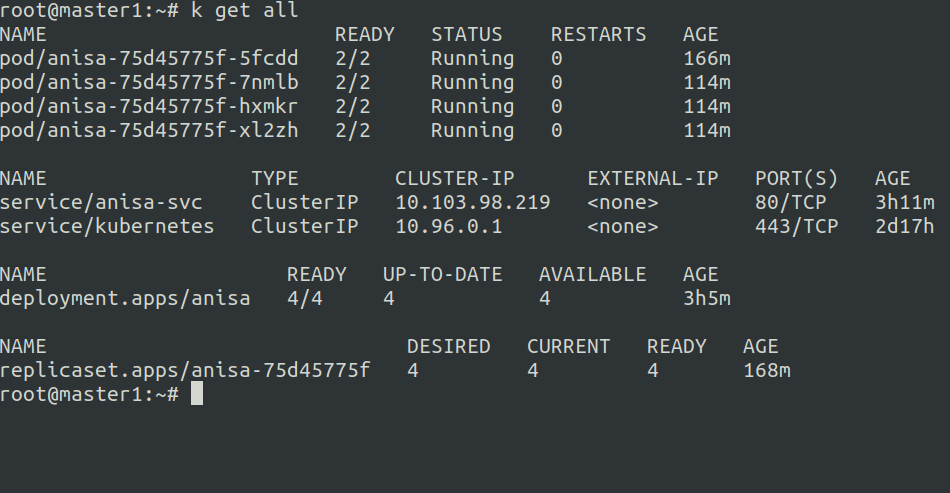 root@master1:~# k get all
NAME                        READY   STATUS    RESTARTS   AGE
pod/anisa-75d45775f-5fcdd   2/2     Running   0          166m
pod/anisa-75d45775f-7nmlb   2/2     Running   0          114m
pod/anisa-75d45775f-hxmkr   2/2     Running   0          114m
pod/anisa-75d45775f-xl2zh   2/2     Running   0          114m
NAME                 TYPE        CLUSTER-IP      EXTERNAL-IP   PORT(S)   AGE
service/anisa-svc    ClusterIP   10.103.98.219   <none>        80/TCP    3h11m
service/kubernetes   ClusterIP   10.96.0.1       <none>        443/TCP   2d17h
NAME                    READY   UP-TO-DATE   AVAILABLE   AGE
deployment.apps/anisa   4/4     4            4           3h5m
NAME                              DESIRED   CURRENT   READY   AGE
replicaset.apps/anisa-75d45775f   4         4         4       168m
root@master1:~#